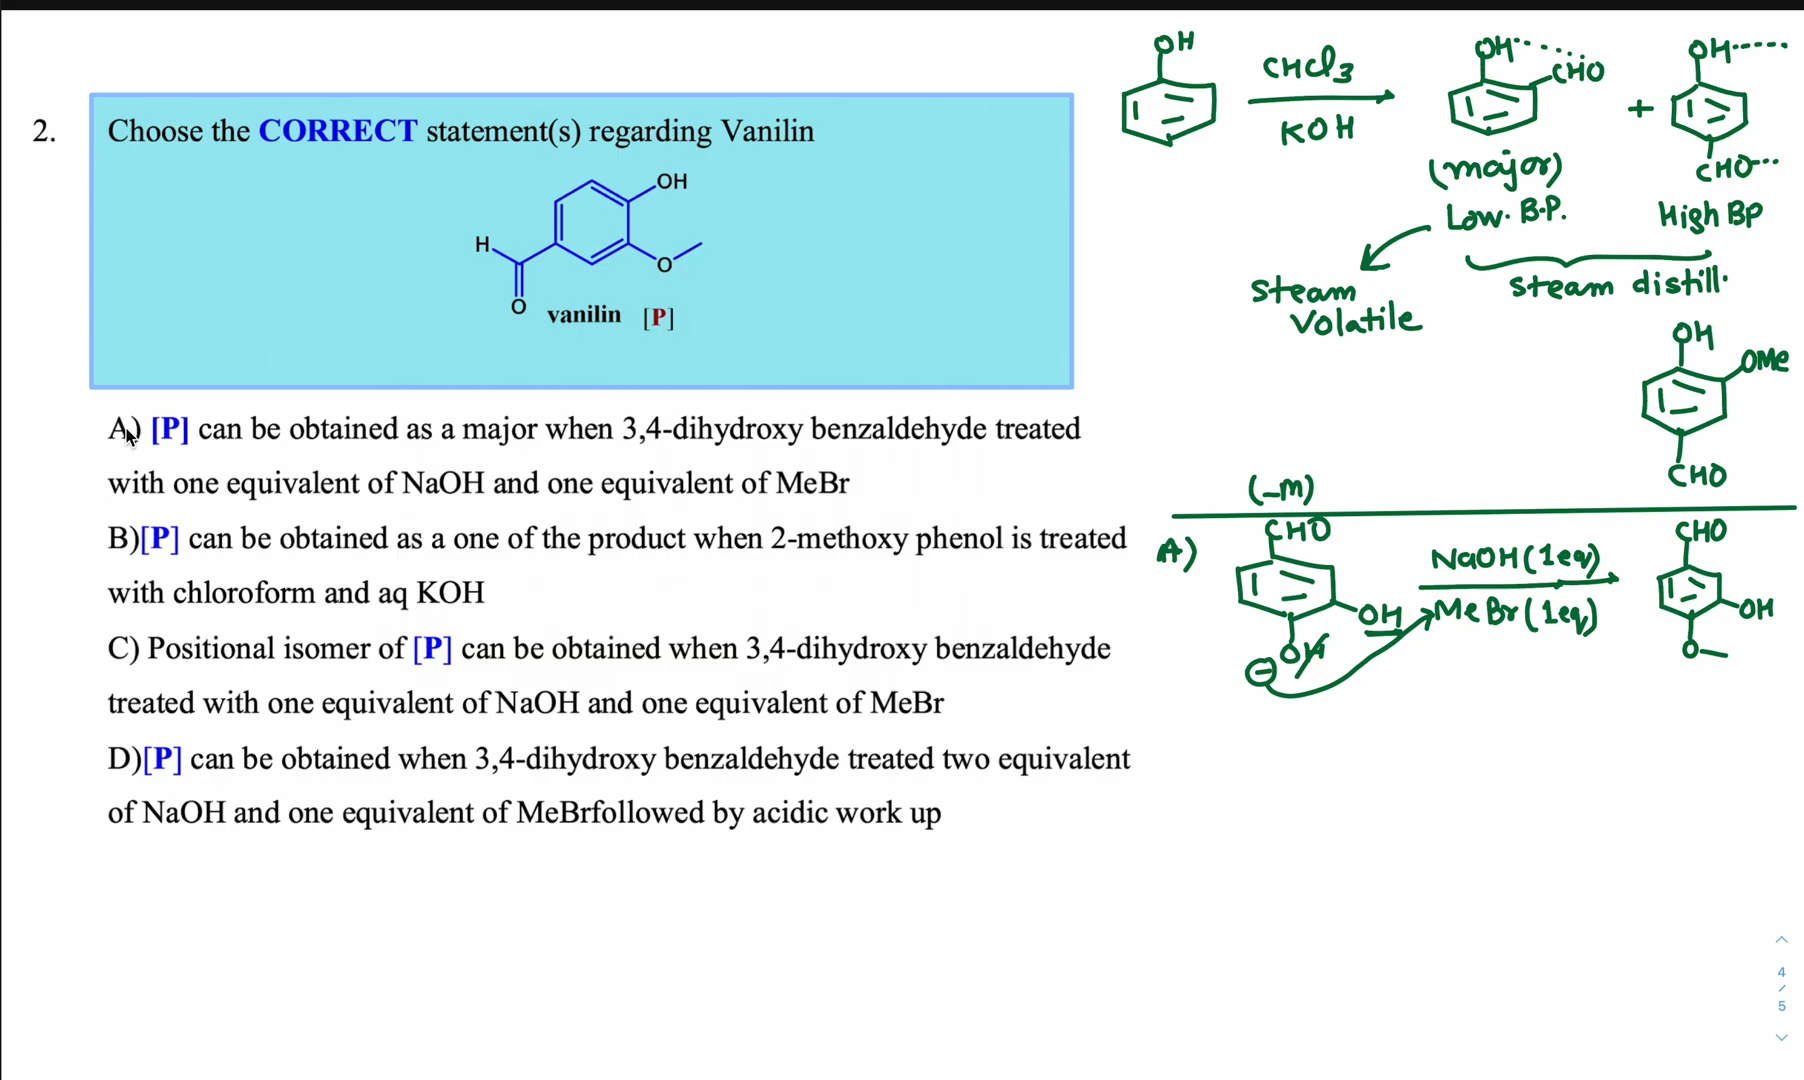 2.
Choose the CORRECT statement(s) regarding Vanilin
OH
H
O
O
vanilin [P]
A) [P] can be obtained as a major when 3,4-dihydroxy benzaldehyde treated
with one equivalent of NaOH and one equivalent of MeBr
B)[P] can be obtained as a one of the product when 2-methoxy phenol is treated
with chloroform and aq KOH
C) Positional isomer of [P] can be obtained when 3,4-dihydroxy benzaldehyde
treated with one equivalent of NaOH and one equivalent of MeBr
D)[P] can be obtained when 3,4-dihydroxy benzaldehyde treated two equivalent
of NaOH and one equivalent of MeBrfollowed by acidic work up
OH
CHCl3
KOH
OH
CHO
(major)
Low. B.P.
+
OH
CHO
High BP
Steam
Volatile
Steam distill.
OH
OMe
CHO
(-m)
A)
CHO
OH
OH
NaOH (1eq)
MeBr (1eq)
CHO
OH
O
4
/
5